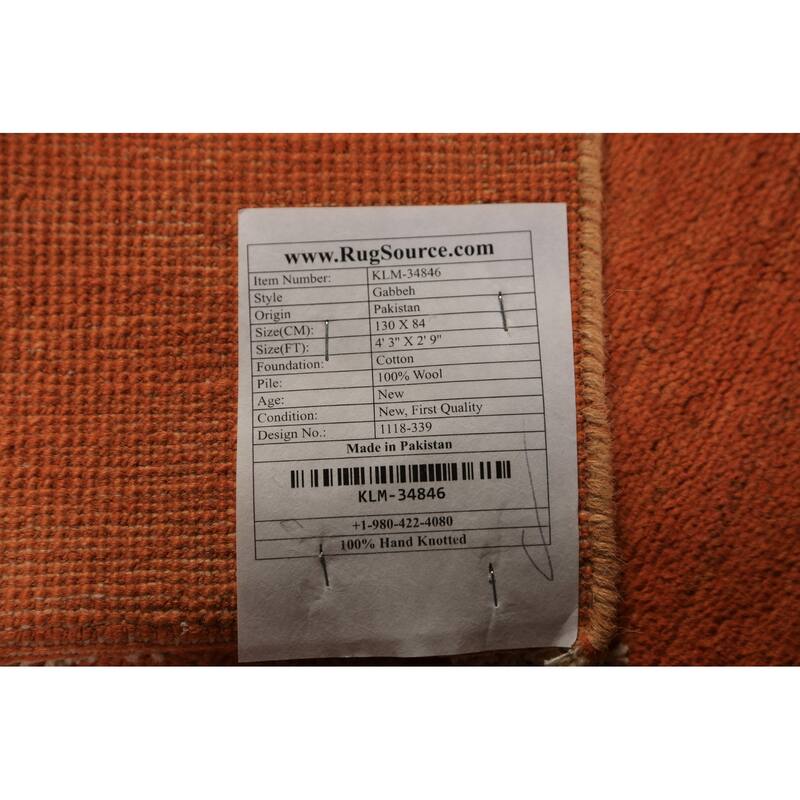 www.RugSource.com
Item Number: KLM-34846
Style Gabbeh
Origin Pakistan
Size(CM): 130 X 84
Size(FT): 4' 3" X 2' 9"
Foundation: Cotton
Pile: 100% Wool
Age: New
Condition: New, First Quality
Design No.: 1118-339
Made in Pakistan
KLM-34846
+1-980-422-4080
100% Hand Knotted